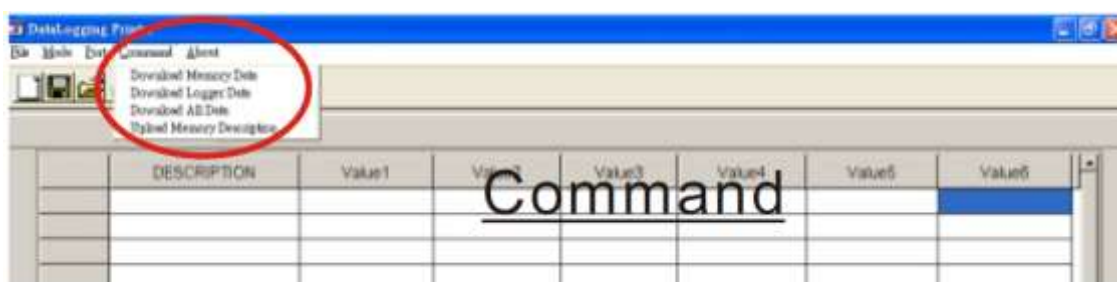 DataLogging
File Mode Port Command About
Download Memory Data
Download Logger Data
Download All Data
Upload Memory Description
DESCRIPTION Value1 Value2 Value3 Value4 Value5 Value6
Command